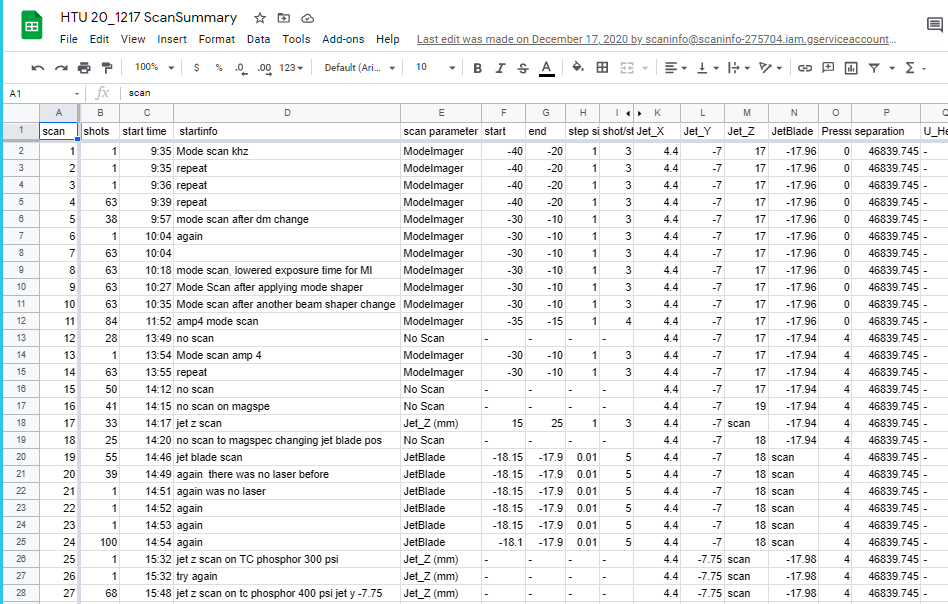 HTU 20_1217 ScanSummary
File Edit View Insert Format Data Tools Add-ons Help Last edit was made on December 17, 2020 by scaninfo@scaninfo-275704.iam.gserviceaccount…
100% $ % .0 .00 123 Default (Ari... 10 B I S A
A1 fx scan
A B C D E F G H I K L M N O P Q
1 scan shots start time startinfo scan parameter start end step si shot/st Jet_X Jet_Y Jet_Z JetBlade Pressu separation U_He
2 1 1 9:35 Mode scan khz ModeImager -40 -20 1 3 4.4 -7 17 -17.96 0 46839.745 -
3 2 1 9:35 repeat ModeImager -40 -20 1 3 4.4 -7 17 -17.96 0 46839.745 -
4 3 1 9:36 repeat ModeImager -40 -20 1 3 4.4 -7 17 -17.96 0 46839.745 -
5 4 63 9:39 repeat ModeImager -40 -20 1 3 4.4 -7 17 -17.96 0 46839.745 -
6 5 38 9:57 mode scan after dm change ModeImager -30 -10 1 3 4.4 -7 17 -17.96 0 46839.745 -
7 6 1 10:04 again ModeImager -30 -10 1 3 4.4 -7 17 -17.96 0 46839.745 -
8 7 63 10:04 ModeImager -30 -10 1 3 4.4 -7 17 -17.96 0 46839.745 -
9 8 63 10:18 mode scan, lowered exposure time for MI ModeImager -30 -10 1 3 4.4 -7 17 -17.96 0 46839.745 -
10 9 63 10:27 Mode Scan after applying mode shaper ModeImager -30 -10 1 3 4.4 -7 17 -17.96 0 46839.745 -
11 10 63 10:35 Mode scan after another beam shaper change ModeImager -30 -10 1 3 4.4 -7 17 -17.96 0 46839.745 -
12 11 84 11:52 amp4 mode scan ModeImager -35 -15 1 4 4.4 -7 17 -17.96 0 46839.745 -
13 12 28 13:49 no scan No Scan - - - - 4.4 -7 17 -17.94 4 46839.745 -
14 13 1 13:54 Mode scan amp 4 ModeImager -30 -10 1 3 4.4 -7 17 -17.94 4 46839.745 -
15 14 63 13:55 repeat ModeImager -30 -10 1 3 4.4 -7 17 -17.94 4 46839.745 -
16 15 50 14:12 no scan No Scan - - - - 4.4 -7 17 -17.94 4 46839.745 -
17 16 41 14:15 no scan on magspe No Scan - - - - 4.4 -7 19 -17.94 4 46839.745 -
18 17 33 14:17 jet z scan Jet_Z (mm) 15 25 1 3 4.4 -7 scan -17.94 4 46839.745 -
19 18 25 14:20 no scan to magspec changing jet blade pos No Scan - - - - 4.4 -7 18 -17.94 4 46839.745 -
20 19 55 14:46 jet blade scan JetBlade -18.15 -17.9 0.01 5 4.4 -7 18 scan 4 46839.745 -
21 20 39 14:49 again. there was no laser before JetBlade -18.15 -17.9 0.01 5 4.4 -7 18 scan 4 46839.745 -
22 21 1 14:51 again was no laser JetBlade -18.15 -17.9 0.01 5 4.4 -7 18 scan 4 46839.745 -
23 22 1 14:52 again JetBlade -18.15 -17.9 0.01 5 4.4 -7 18 scan 4 46839.745 -
24 23 1 14:53 again JetBlade -18.15 -17.9 0.01 5 4.4 -7 18 scan 4 46839.745 -
25 24 100 14:54 again JetBlade -18.1 -17.9 0.01 5 4.4 -7 18 scan 4 46839.745 -
26 25 1 15:32 jet z scan on TC phosphor 300 psi Jet_Z (mm) - - - - 4.4 -7.75 scan -17.98 4 46839.745 -
27 26 1 15:32 try again Jet_Z (mm) - - - - 4.4 -7.75 scan -17.98 4 46839.745 -
28 27 68 15:48 jet z scan on tc phosphor 400 psi jet y -7.75 Jet_Z (mm) - - - - 4.4 -7.75 scan -17.98 4 46839.745 -